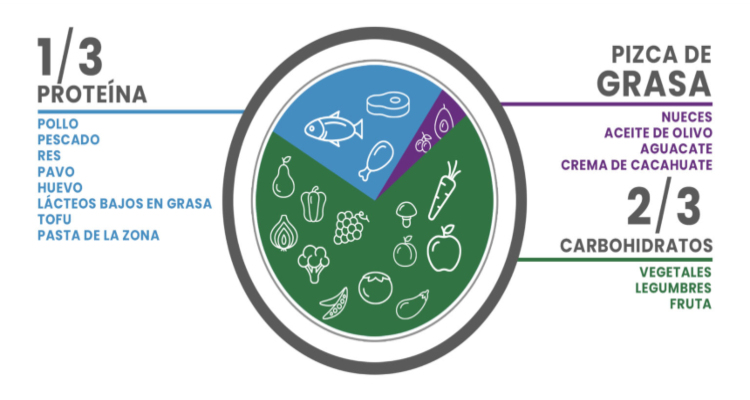 1/3
PROTEÍNA
POLLO
PESCADO
RES
PAVO
HUEVO
LÁCTEOS BAJOS EN GRASA
TOFU
PASTA DE LA ZONA
PIZCA DE
GRASA
NUECES
ACEITE DE OLIVO
AGUACATE
CREMA DE CACAHUATE
2/3
CARBOHIDRATOS
VEGETALES
LEGUMBRES
FRUTA